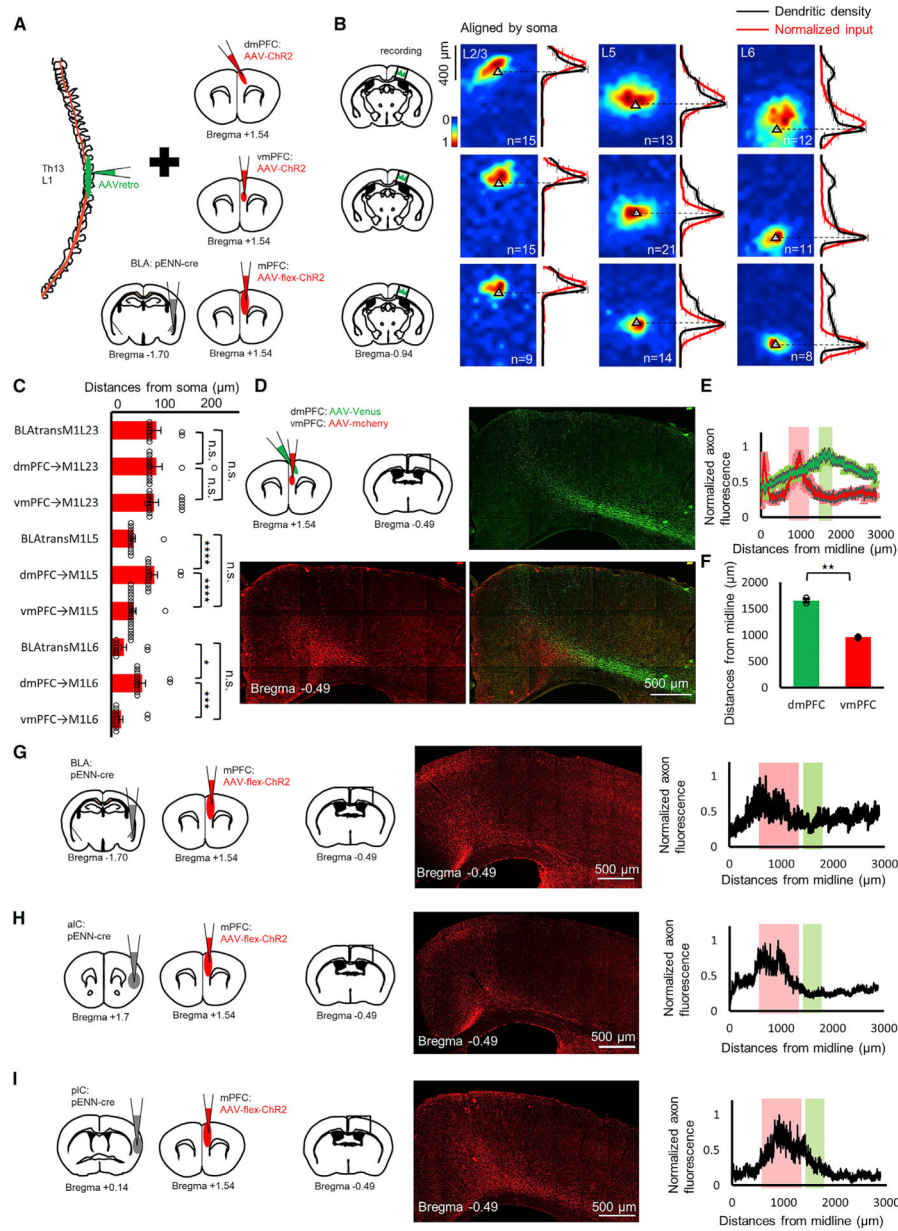 A
dmPFC:
AAV-ChR2
Bregma +1.54
Th13
L1
AAVretro
vmPFC:
AAV-ChR2
Bregma +1.54
BLA: pENN-cre
mPFC:
AAV-flex-ChR2
Bregma -1.70
Bregma +1.54
B
Aligned by soma
Dendritic density
Normalized input
recording
400 µm
0
1
L2/3
n=15
L5
n=13
L6
n=12
n=15
n=21
n=11
Bregma-0.94
n=9
n=14
n=8
C
Distances from soma (µm)
0
100
200
BLAtransM1L23
dmPFC→M1L23
vmPFC→M1L23
BLAtransM1L5
dmPFC→M1L5
vmPFC→M1L5
BLAtransM1L6
dmPFC→M1L6
vmPFC→M1L6
n.s.
n.s.
n.s.
****
****
n.s.
*
***
n.s.
D
dmPFC: AAV-Venus
vmPFC: AAV-mcherry
Bregma +1.54
Bregma -0.49
Bregma -0.49
500 µm
E
Normalized axon
fluorescence
1
0.5
0
0
1000
2000
3000
Distances from midline (µm)
F
Distances from midline (µm)
2000
1500
1000
500
0
**
dmPFC
vmPFC
G
BLA:
pENN-cre
mPFC:
AAV-flex-ChR2
Bregma -1.70
Bregma +1.54
Bregma -0.49
Bregma -0.49
500 µm
Normalized axon
fluorescence
1
0.5
0
0
1000
2000
3000
Distances from midline (µm)
H
aIC:
pENN-cre
mPFC:
AAV-flex-ChR2
Bregma +1.7
Bregma +1.54
Bregma -0.49
Bregma -0.49
500 µm
Normalized axon
fluorescence
1
0.5
0
0
1000
2000
3000
Distances from midline (µm)
I
pIC:
pENN-cre
mPFC:
AAV-flex-ChR2
Bregma +0.14
Bregma +1.54
Bregma -0.49
Bregma -0.49
500 µm
Normalized axon
fluorescence
1
0.5
0
0
1000
2000
3000
Distances from midline (µm)